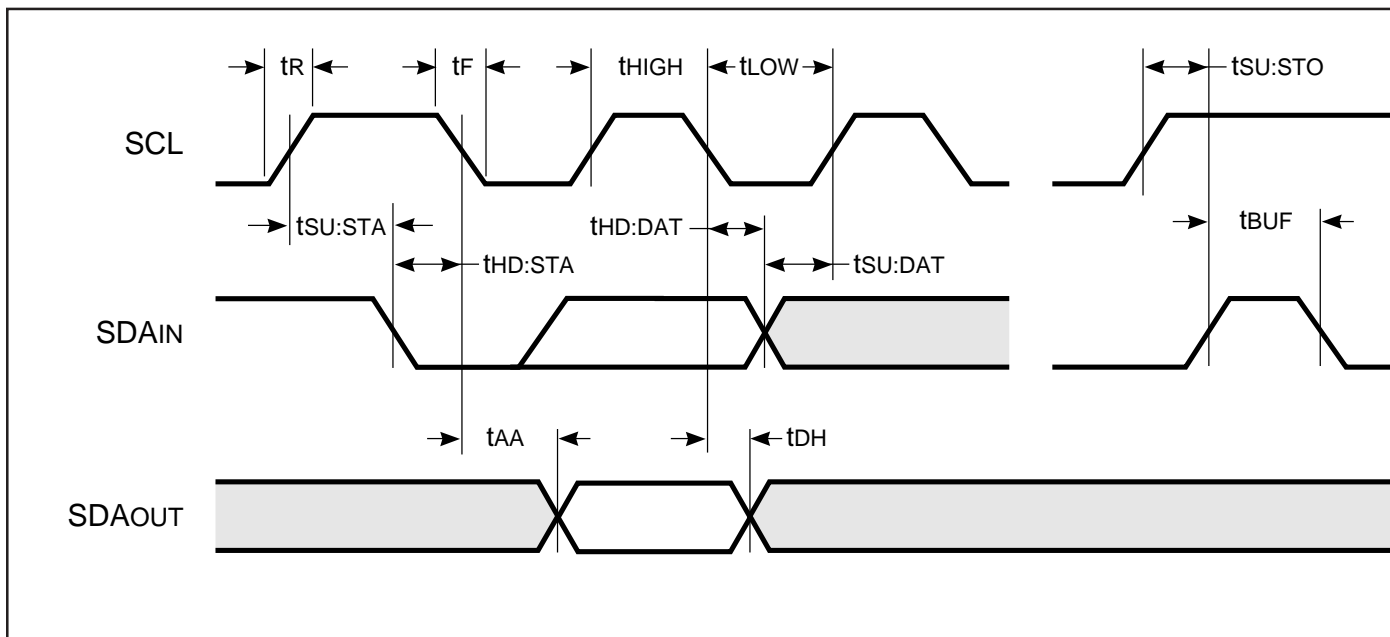 tR
tF
tHIGH
tLOW
tSU:STO
SCL
tSU:STA
tHD:DAT
tBUF
tHD:STA
tSU:DAT
SDAIN
tAA
tDH
SDAOUT